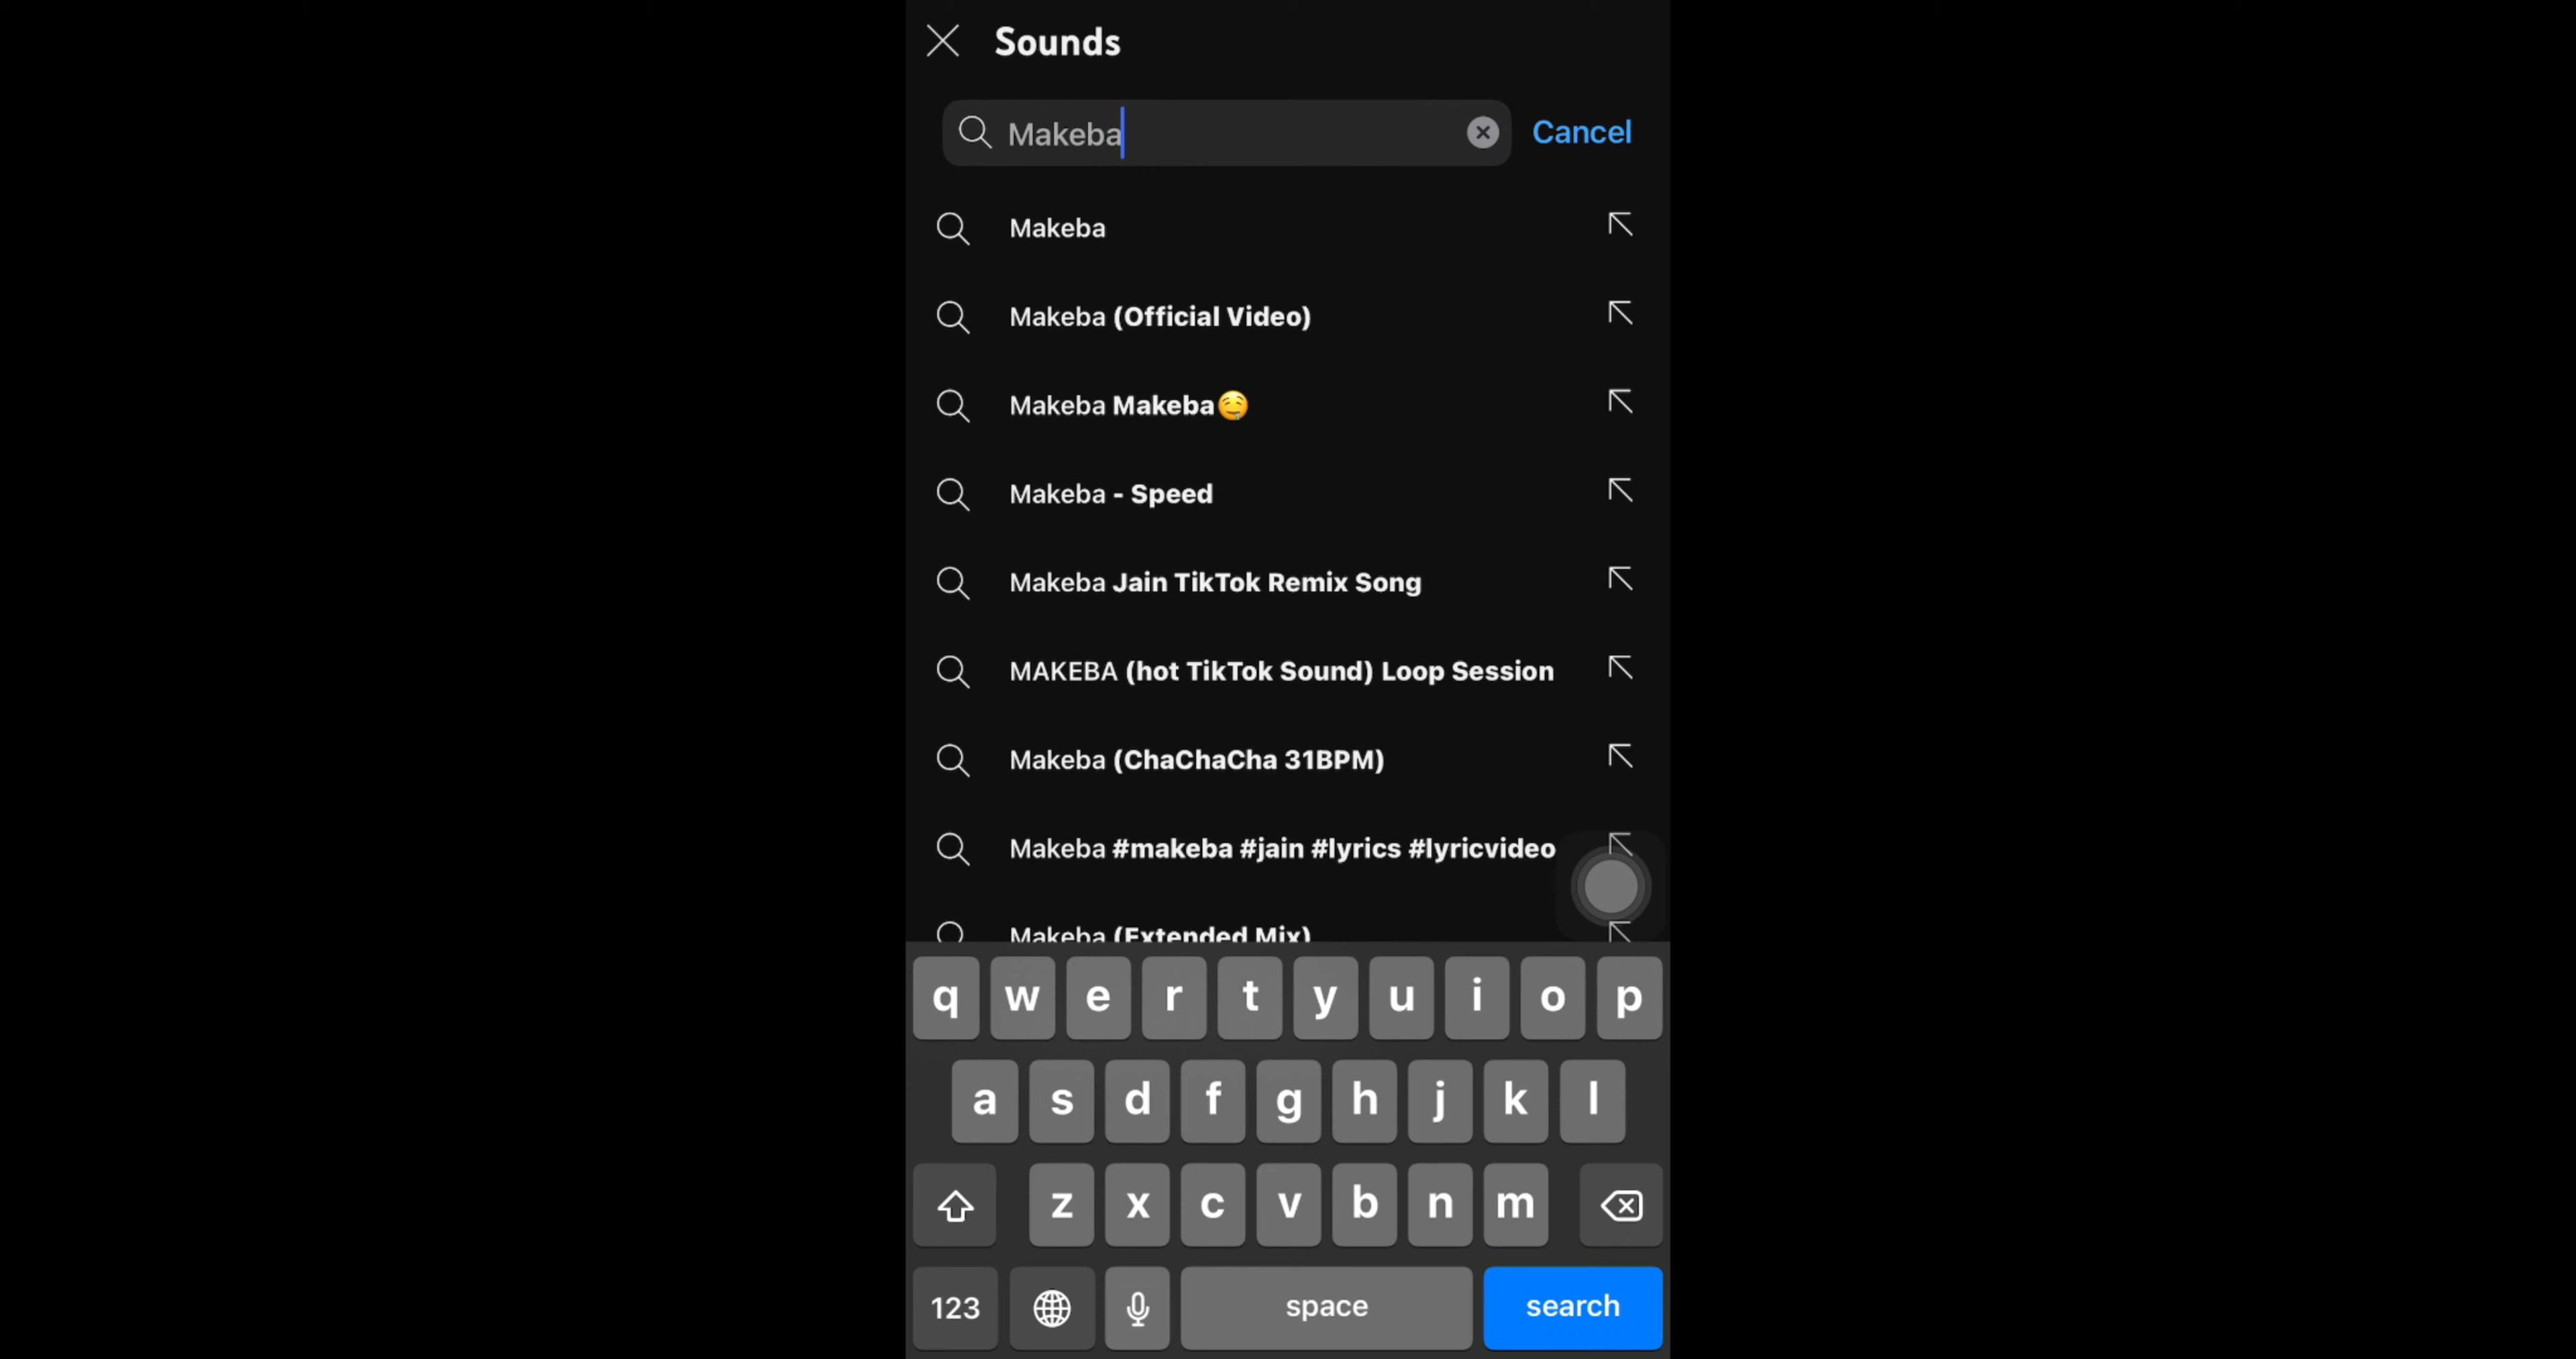 Sounds
Makeba
Cancel
Makeba
Makeba (Official Video)
Makeba Makeba🤤
Makeba - Speed
Makeba Jain TikTok Remix Song
MAKEBA (hot TikTok Sound) Loop Session
Makeba (ChaChaCha 31BPM)
Makeba #makeba #jain #lyrics #lyricvideo
Makeba (Extended Mix)
q w e r t y u i o p
a s d f g h j k l
z x c v b n m
123 space search